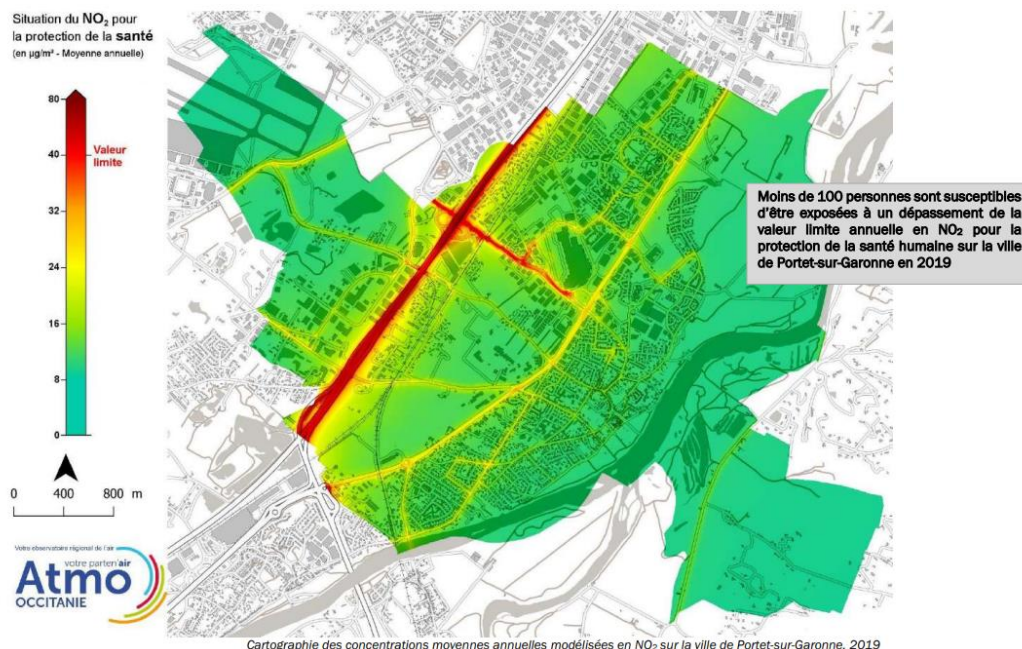 Situation du NO₂ pour
la protection de la santé
(en µg/m³ - Moyenne annuelle)
80
40
Valeur
limite
32
24
16
8
0
0 400 800 m
Votre observatoire régional de l'air
votre parten'air
Atmo
OCCITANIE
Moins de 100 personnes sont susceptibles
d'être exposées à un dépassement de la
valeur limite annuelle en NO₂ pour la
protection de la santé humaine sur la ville
de Portet-sur-Garonne en 2019
Cartographie des concentrations moyennes annuelles modélisées en NO₂ sur la ville de Portet-sur-Garonne, 2019